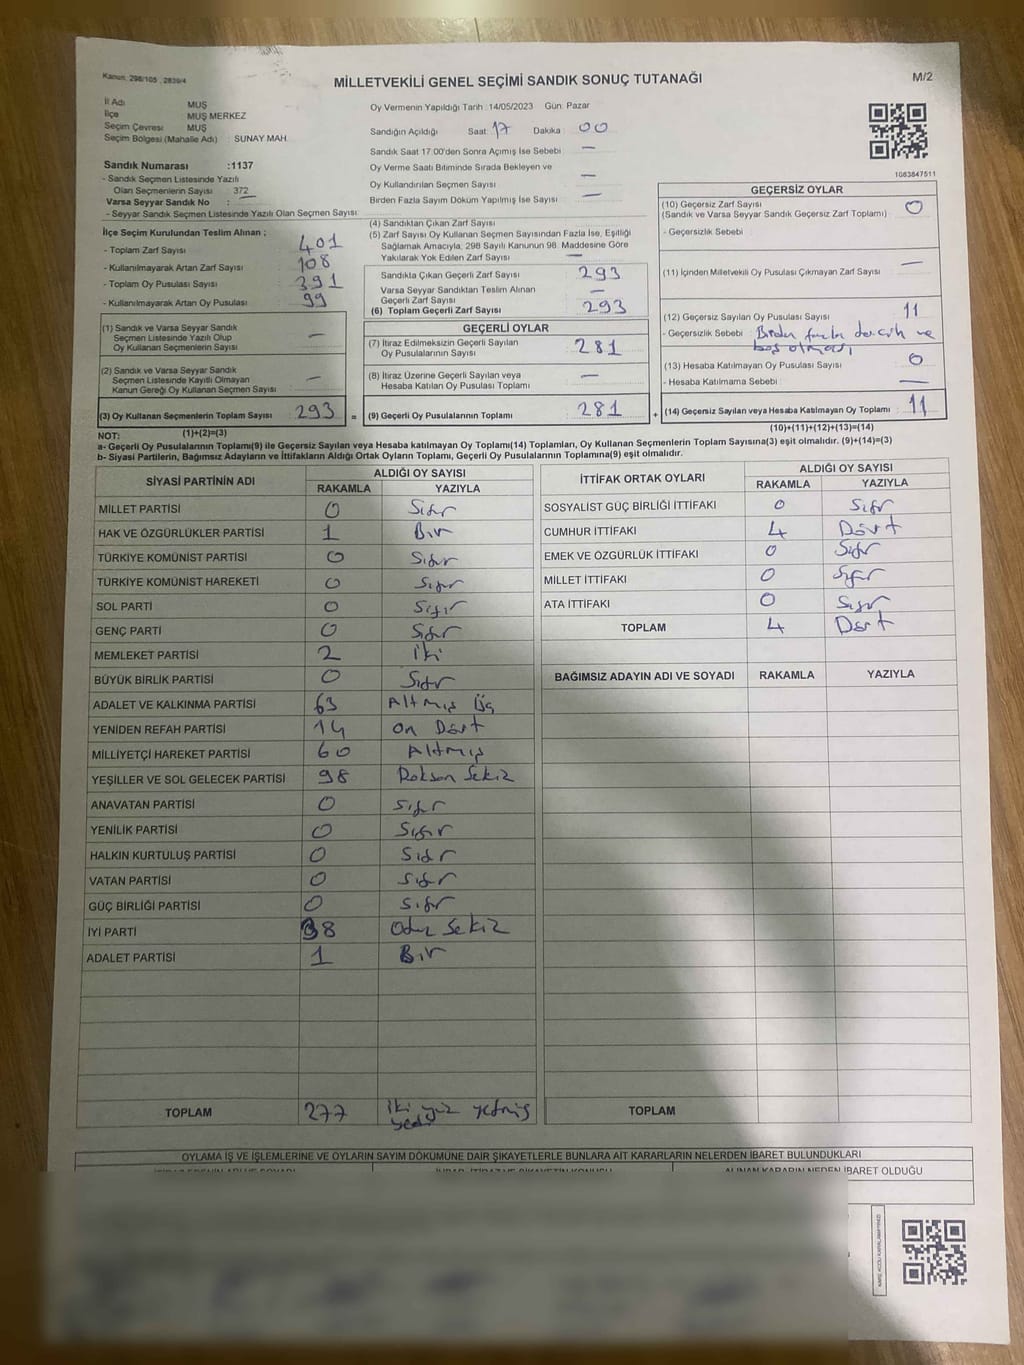 Kanun: 298/105 , 2839/4
MİLLETVEKİLİ GENEL SEÇİMİ SANDIK SONUÇ TUTANAĞI
M/2
İl Adı MUŞ
İlçe MUŞ MERKEZ
Seçim Çevresi MUŞ
Seçim Bölgesi (Mahalle Adı) : SUNAY MAH.
Sandık Numarası :1137
- Sandık Seçmen Listesinde Yazılı
Olan Seçmenlerin Sayısı : 372
Varsa Seyyar Sandık No :
- Seyyar Sandık Seçmen Listesinde Yazılı Olan Seçmen Sayısı :
İlçe Seçim Kurulundan Teslim Alınan ;
- Toplam Zarf Sayısı 401
- Kullanılmayarak Artan Zarf Sayısı 108
- Toplam Oy Pusulası 391
- Kullanılmayarak Artan Oy Pusulası 99
(1) Sandık ve Varsa Seyyar Sandık
Seçmen Listesinde Yazılı Olup
Oy Kullanan Seçmenlerin Sayısı —
(2) Sandık ve Varsa Seyyar Sandık
Seçmen Listesinde Kayıtlı Olmayan
Kanun Gereği Oy Kullanan Seçmen Sayısı —
(3) Oy Kullanan Seçmenlerin Toplam Sayısı 293 =
(1)+(2)=(3)
Oy Vermenin Yapıldığı Tarih :14/05/2023 Gün: Pazar
Sandığın Açıldığı Saat: 17 Dakika : 00
Sandık Saat 17:00'den Sonra Açımış İse Sebebi —
Oy Verme Saati Bitiminde Sırada Bekleyen ve
Oy Kullandırılan Seçmen Sayısı —
Birden Fazla Sayım Döküm Yapılmış İse Sayısı —
(4) Sandıktan Çıkan Zarf Sayısı
(5) Zarf Sayısı Oy Kullanan Seçmen Sayısından Fazla İse, Eşitliği
Sağlamak Amacıyla, 298 Sayılı Kanunun 98. Maddesine Göre
Yakılarak Yok Edilen Zarf Sayısı —
Sandıkta Çıkan Geçerli Zarf Sayısı 293
Varsa Seyyar Sandıktan Teslim Alınan
Geçerli Zarf Sayısı —
(6) Toplam Geçerli Zarf Sayısı 293
GEÇERLİ OYLAR
(7) İtiraz Edilmeksizin Geçerli Sayılan
Oy Pusulalarının Sayısı 281
(8) İtiraz Üzerine Geçerli Sayılan veya
Hesaba Katılan Oy Pusulası Toplamı —
(9) Geçerli Oy Pusulalarının Toplamı 281 +
1083847511
GEÇERSİZ OYLAR
(10) Geçersiz Zarf Sayısı 0
(Sandık ve Varsa Seyyar Sandık Geçersiz Zarf Toplamı)
- Geçersizlik Sebebi :
(11) İçinden Milletvekili Oy Pusulası Çıkmayan Zarf Sayısı —
(12) Geçersiz Sayılan Oy Pusulası Sayısı 11
- Geçersizlik Sebebi : Birden fazla tercih ve
boş olması
(13) Hesaba Katılmayan Oy Pusulası Sayısı 0
- Hesaba Katılmama Sebebi : —
(14) Geçersiz Sayılan veya Hesaba Katılmayan Oy Toplamı 11
(10)+(11)+(12)+(13)=(14)
NOT:
a- Geçerli Oy Pusulalarının Toplamı(9) ile Geçersiz Sayılan veya Hesaba katılmayan Oy Toplamı(14) Toplamları, Oy Kullanan Seçmenlerin Toplam Sayısına(3) eşit olmalıdır. (9)+(14)=(3)
b- Siyasi Partilerin, Bağımsız Adayların ve İttifakların Aldığı Ortak Oyların Toplamı, Geçerli Oy Pusulalarının Toplamına(9) eşit olmalıdır.
SİYASİ PARTİNİN ADI ALDIĞI OY SAYISI
RAKAMLA YAZIYLA
MİLLET PARTİSİ 0 Sıfır
HAK VE ÖZGÜRLÜKLER PARTİSİ 1 Bir
TÜRKİYE KOMÜNİST PARTİSİ 0 Sıfır
TÜRKİYE KOMÜNİST HAREKETİ 0 Sıfır
SOL PARTİ 0 Sıfır
GENÇ PARTİ 0 Sıfır
MEMLEKET PARTİSİ 2 İki
BÜYÜK BİRLİK PARTİSİ 0 Sıfır
ADALET VE KALKINMA PARTİSİ 63 Altmış Üç
YENİDEN REFAH PARTİSİ 14 On Dört
MİLLİYETÇİ HAREKET PARTİSİ 60 Altmış
YEŞİLLER VE SOL GELECEK PARTİSİ 98 Doksan Sekiz
ANAVATAN PARTİSİ 0 Sıfır
YENİLİK PARTİSİ 0 Sıfır
HALKIN KURTULUŞ PARTİSİ 0 Sıfır
VATAN PARTİSİ 0 Sıfır
GÜÇ BİRLİĞİ PARTİSİ 0 Sıfır
İYİ PARTİ 38 Otuz Sekiz
ADALET PARTİSİ 1 Bir
TOPLAM 277 İki yüz yetmiş
yedi
İTTİFAK ORTAK OYLARI ALDIĞI OY SAYISI
RAKAMLA YAZIYLA
SOSYALİST GÜÇ BİRLİĞİ İTTİFAKI 0 Sıfır
CUMHUR İTTİFAKI 4 Dört
EMEK VE ÖZGÜRLÜK İTTİFAKI 0 Sıfır
MİLLET İTTİFAKI 0 Sıfır
ATA İTTİFAKI 0 Sıfır
TOPLAM 4 Dört
BAĞIMSIZ ADAYIN ADI VE SOYADI RAKAMLA YAZIYLA
TOPLAM
OYLAMA İŞ VE İŞLEMLERİNE VE OYLARIN SAYIM DÖKÜMÜNE DAİR ŞİKAYETLERLE BUNLARA AİT KARARLARIN NELERDEN İBARET BULUNDUKLARI
ALINAN KARARIN NEDEN İBARET OLDUĞU